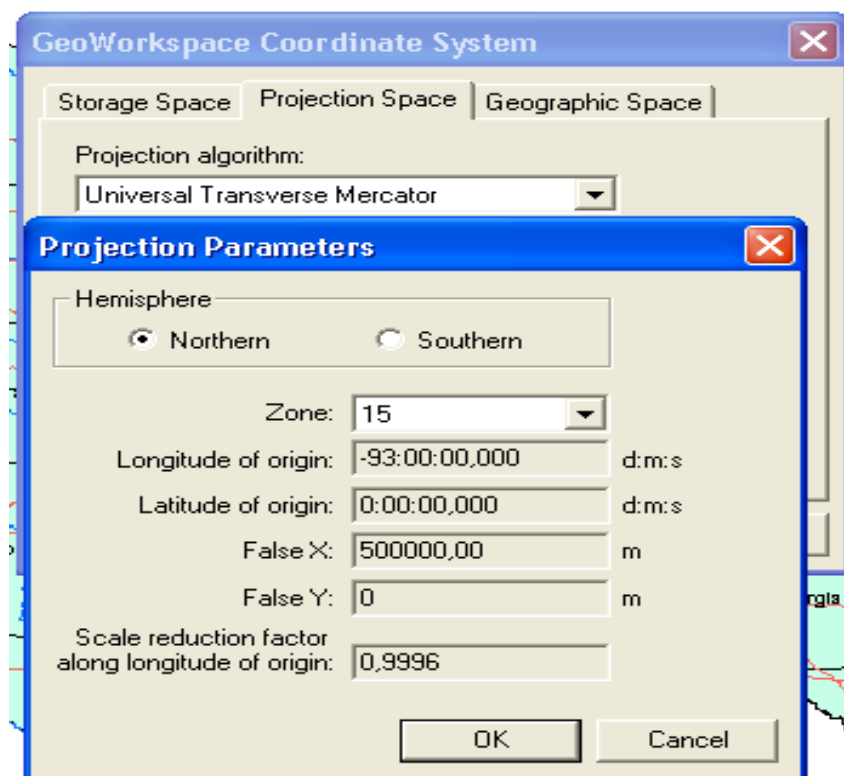 GeoWorkspace Coordinate System
Storage Space Projection Space Geographic Space
Projection algorithm:
Universal Transverse Mercator
Projection Parameters
Hemisphere
Northern Southern
Zone: 15
Longitude of origin: -93:00:00,000 d:m:s
Latitude of origin: 0:00:00,000 d:m:s
False X: 500000,00 m
False Y: 0 m
Scale reduction factor
along longitude of origin: 0,9996
OK Cancel